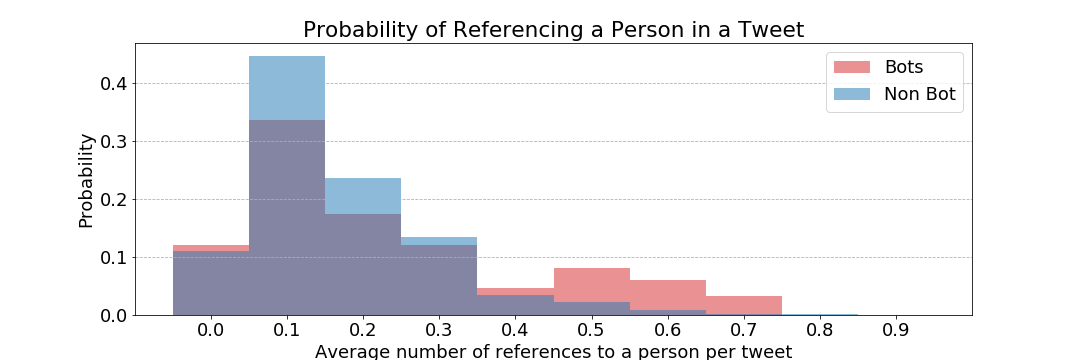 Probability of Referencing a Person in a Tweet
Bots
Non Bot
Probability
0.4
0.3
0.2
0.1
0.0
0.0 0.1 0.2 0.3 0.4 0.5 0.6 0.7 0.8 0.9
Average number of references to a person per tweet